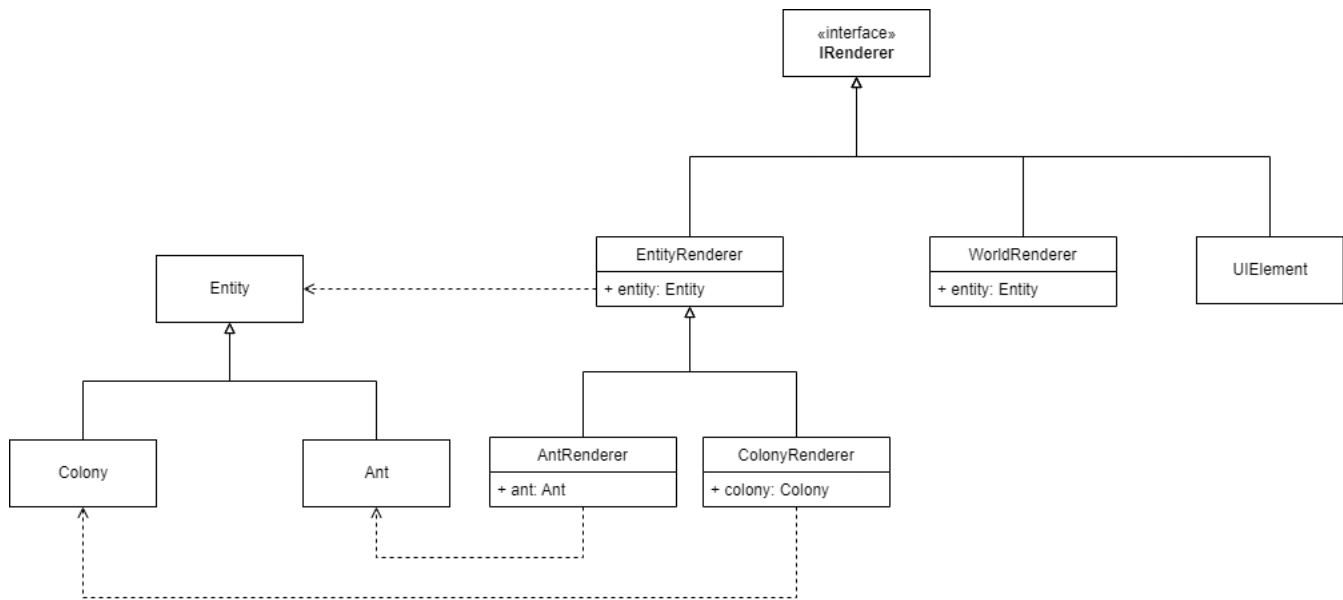 «interface»
IRenderer
EntityRenderer
+ entity: Entity
WorldRenderer
+ entity: Entity
UIElement
Entity
Colony
Ant
AntRenderer
+ ant: Ant
ColonyRenderer
+ colony: Colony